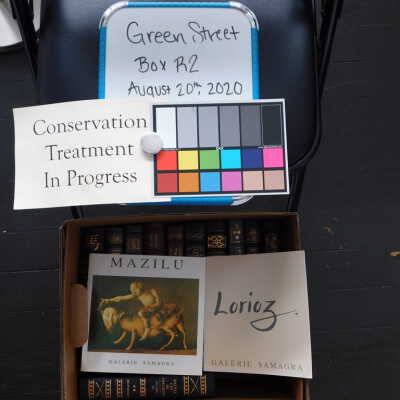 Green Street
Box R2
August 20th, 2020
Conservation
Treatment
In Progress
MAZILU
GALERIE SAMAGRA
Lorioz
GALERIE SAMAGRA